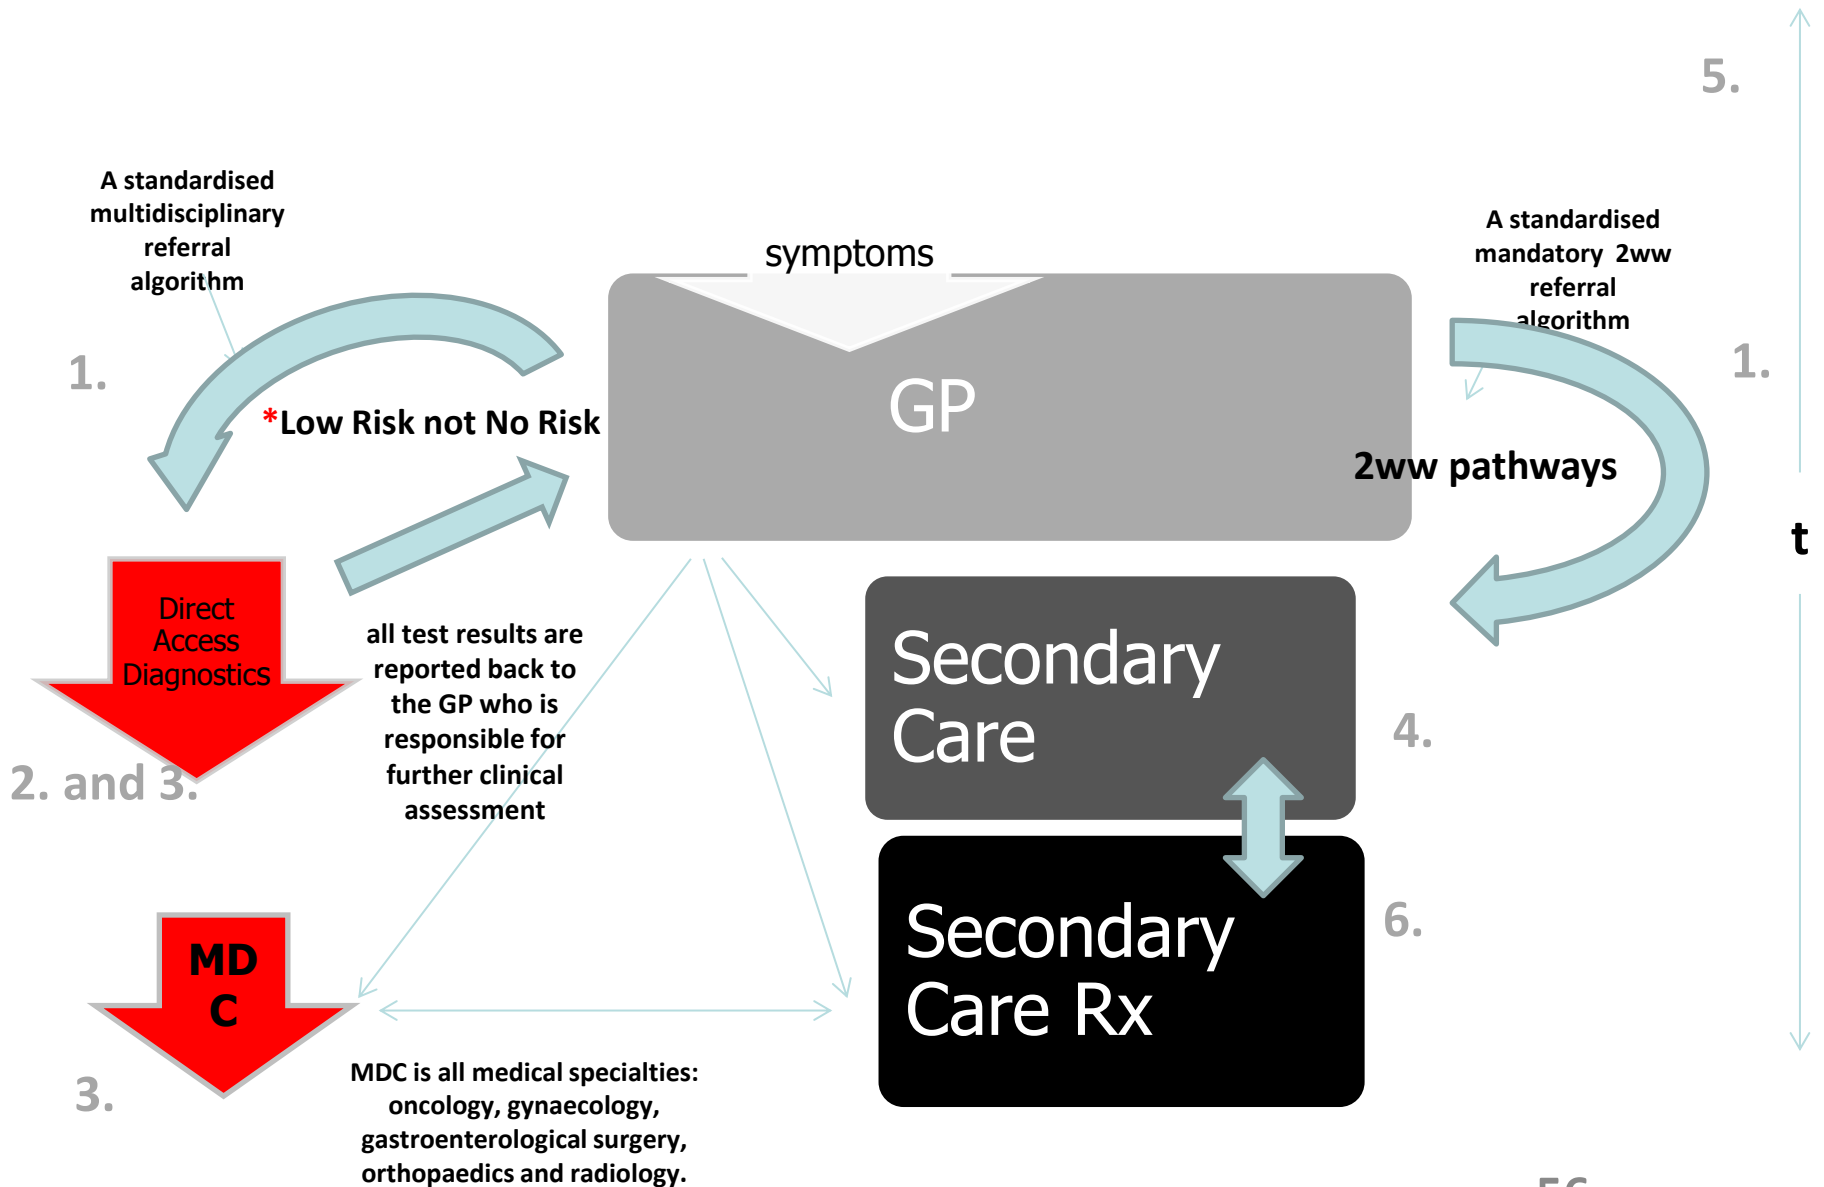 5.
A standardised
multidisciplinary
referral
algorithm
A standardised
mandatory 2ww
referral
algorithm
symptoms
1.
1.
GP
*Low Risk not No Risk
2ww pathways
t
Direct
Access
Diagnostics
all test results are
reported back to
the GP who is
responsible for
further clinical
assessment
Secondary
Care
4.
2. and 3.
MD
C
Secondary
Care Rx
6.
3.
MDC is all medical specialties:
oncology, gynaecology,
gastroenterological surgery,
orthopaedics and radiology.
56